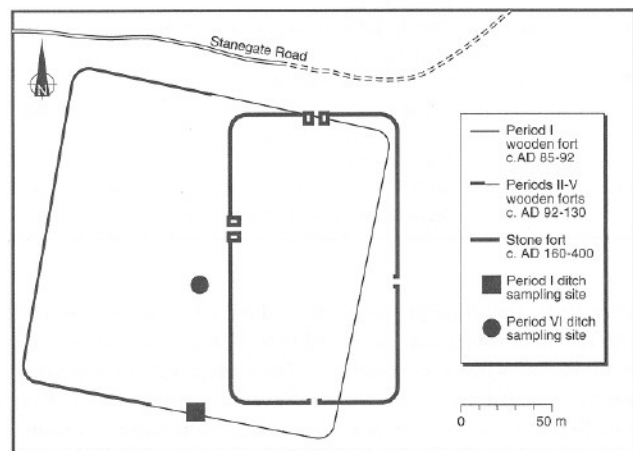 Stanegate Road
N
Period I
wooden fort
c.AD 85-92
Periods II-V
wooden forts
c. AD 92-130
Stone fort
c. AD 160-400
Period I ditch
sampling site
Period VI ditch
sampling site
0 50 m